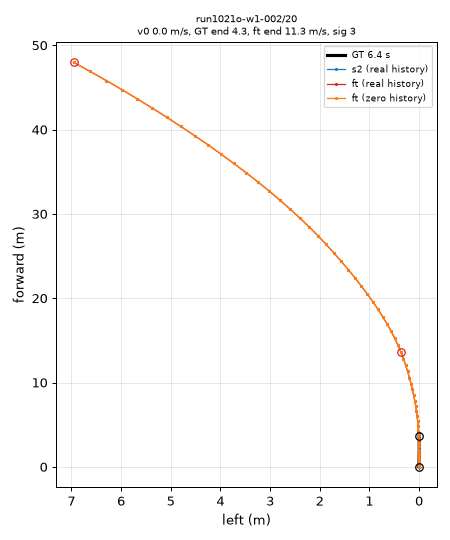 run1021o-w1-002/20
v0 0.0 m/s, GT end 4.3, ft end 11.3 m/s, sig 3
GT 6.4 s
s2 (real history)
ft (real history)
ft (zero history)
50
40
30
20
10
0
forward (m)
7 6 5 4 3 2 1 0
left (m)